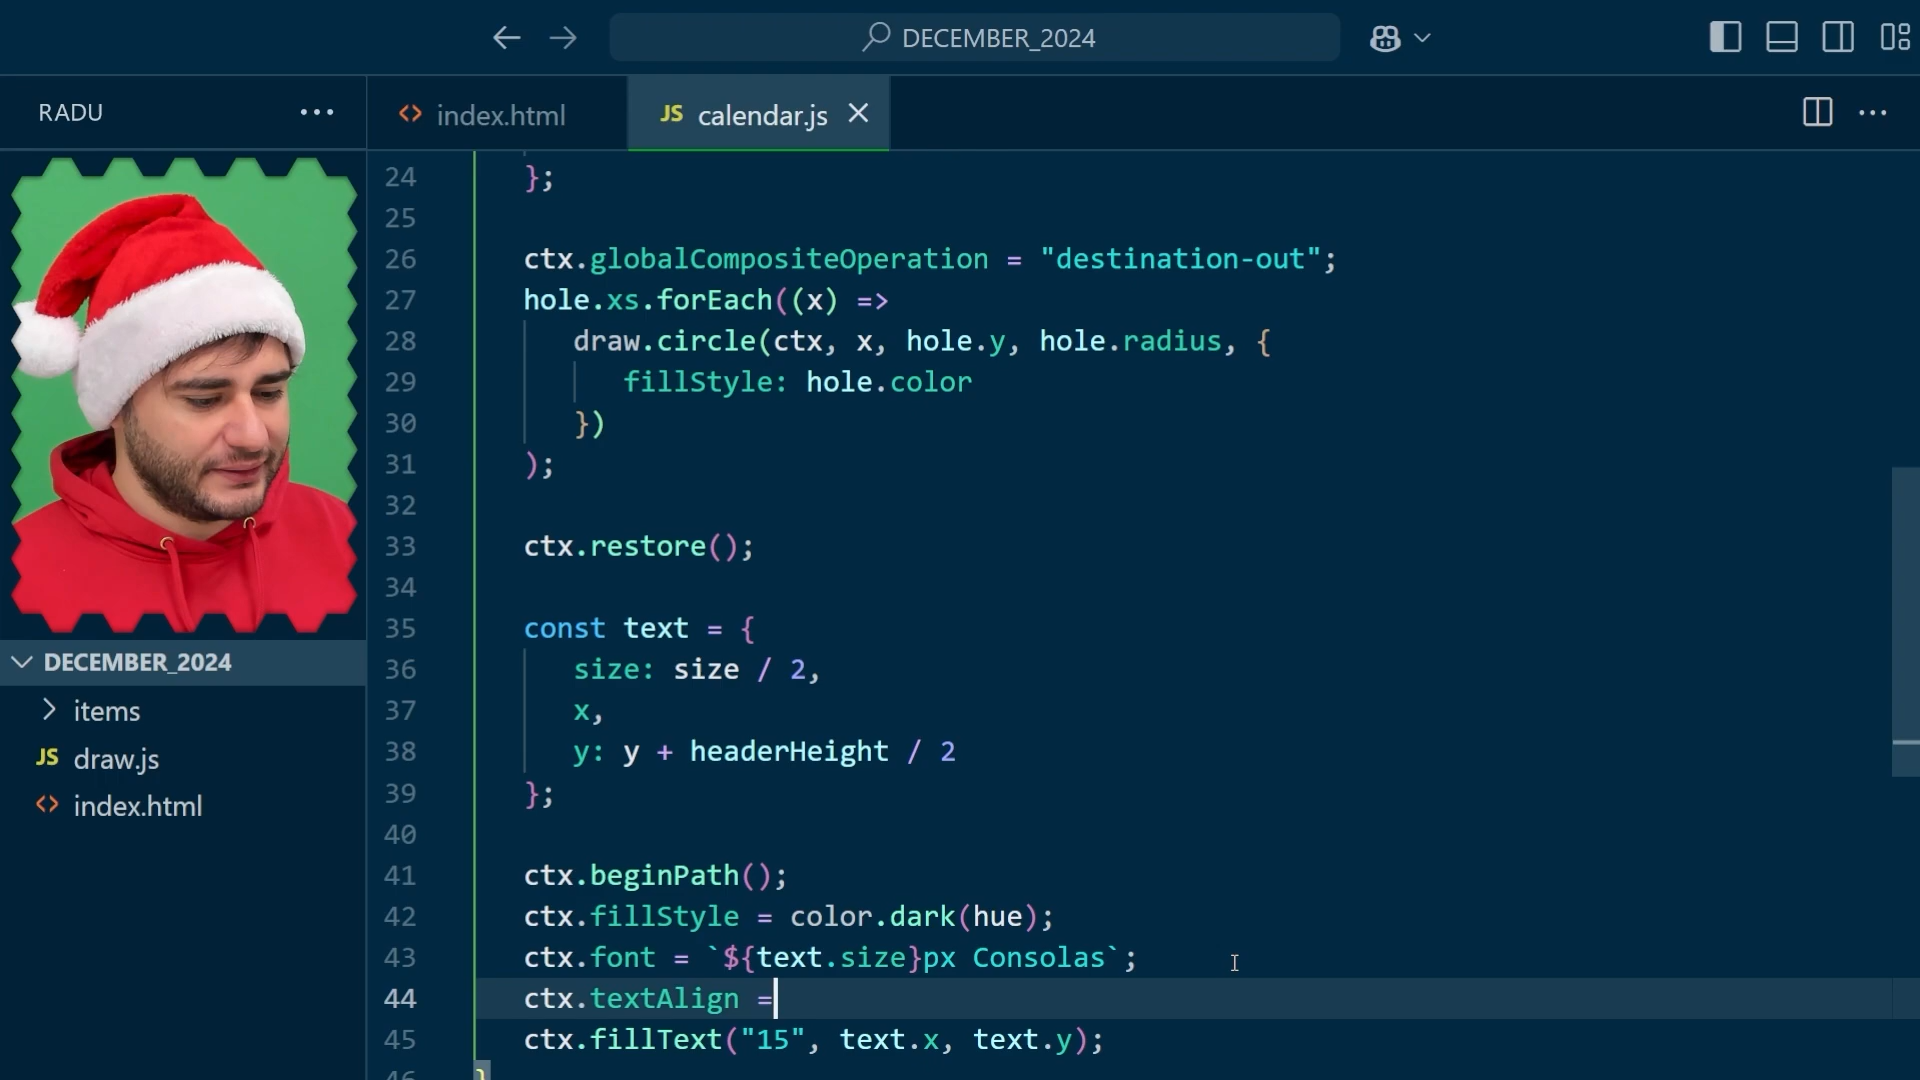 DECEMBER_2024
RADU
index.html
JS calendar.js
24 };
25
26 ctx.globalCompositeOperation = "destination-out";
27 hole.xs.forEach((x) =>
28 draw.circle(ctx, x, hole.y, hole.radius, {
29 fillStyle: hole.color
30 })
31 );
32
33 ctx.restore();
34
35 const text = {
36 size: size / 2,
37 x,
38 y: y + headerHeight / 2
39 };
40
41 ctx.beginPath();
42 ctx.fillStyle = color.dark(hue);
43 ctx.font = `${text.size}px Consolas`;
44 ctx.textAlign =
45 ctx.fillText("15", text.x, text.y);
46 }
DECEMBER_2024
items
JS draw.js
index.html